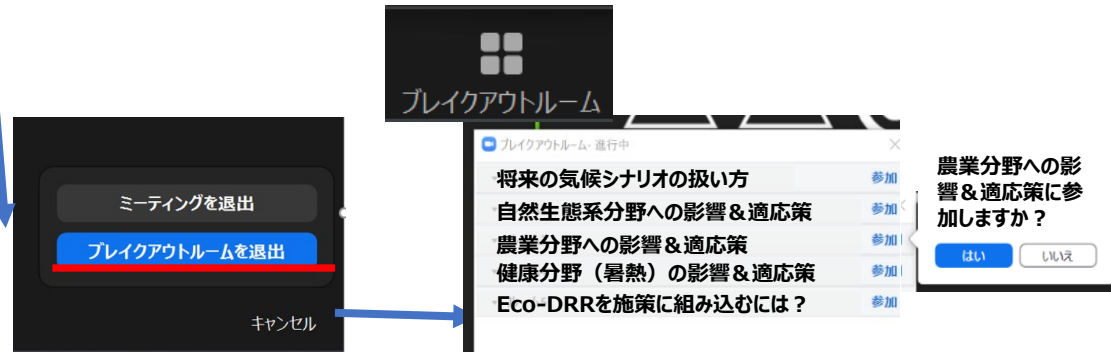 ブレイクアウトルーム
ミーティングを退出
ブレイクアウトルームを退出
キャンセル
ブレイクアウトルーム- 進行中
将来の気候シナリオの扱い方 参加
自然生態系分野への影響＆適応策 参加
農業分野への影響＆適応策 参加
健康分野（暑熱）の影響＆適応策 参加
Eco-DRRを施策に組み込むには？ 参加
農業分野への影
響＆適応策に参
加しますか？
はい いいえ